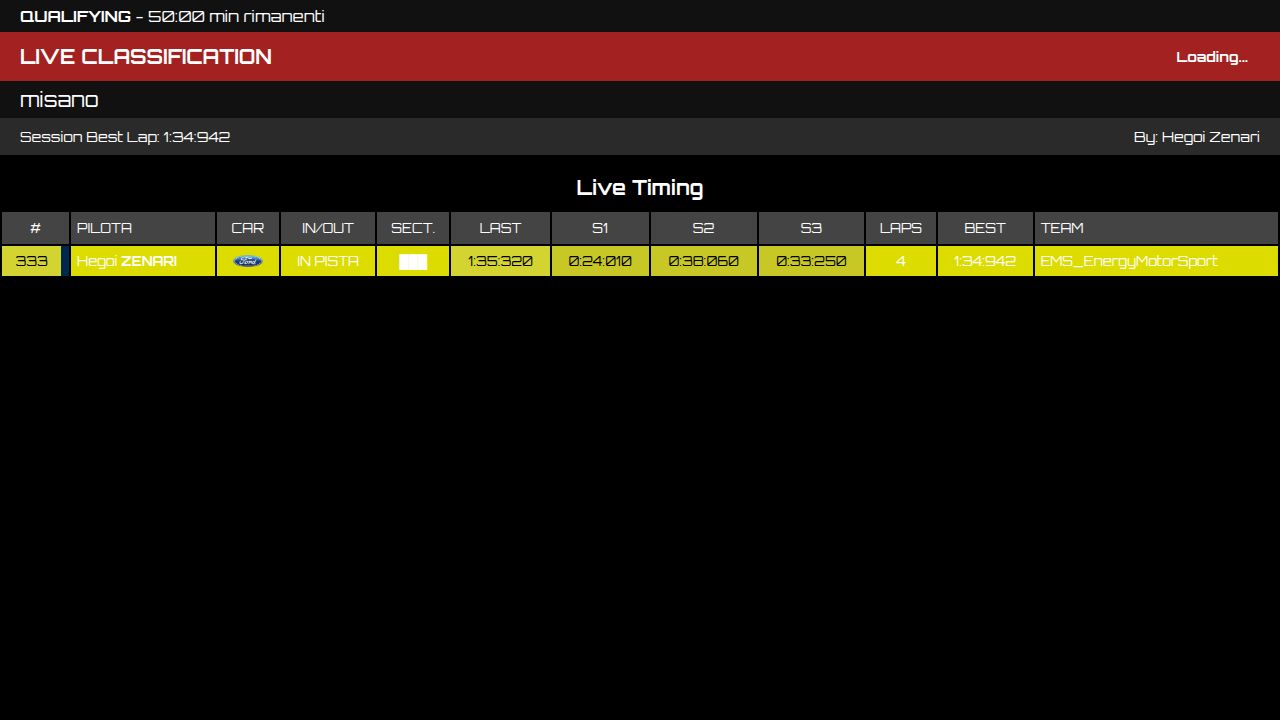 QUALIFYING - 50:00 min rimanenti
LIVE CLASSIFICATION Loading...
misano
Session Best Lap: 1:34:942 By: Hegoi Zenari
Live Timing
# PILOTA CAR IN/OUT SECT. LAST S1 S2 S3 LAPS BEST TEAM
333 Hegoi ZENARI Ford IN PISTA ███ 1:35:320 0:24:010 0:38:060 0:33:250 4 1:34:942 EMS_EnergyMotorSport